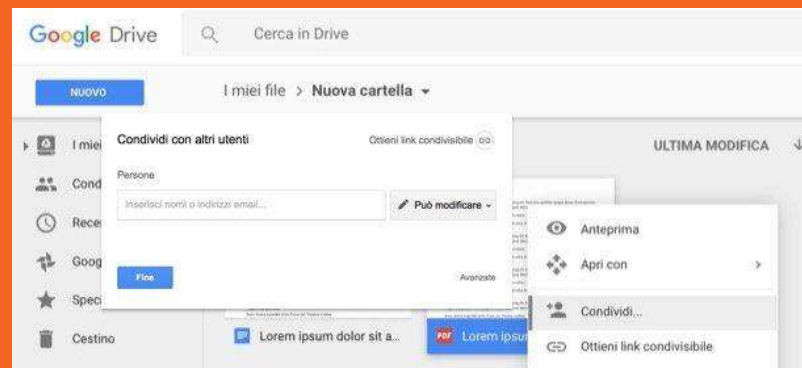 Google Drive
Cerca in Drive
NUOVO
I miei file > Nuova cartella
I miei
Condividi con altri utenti
Ottieni link condivisibile
ULTIMA MODIFICA
Cond
Persone
Inserisci nomi o indirizzi email...
Può modificare
Rece
Anteprima
Goog
Apri con
Fine
Avanzate
Speci
Condividi...
Cestino
Lorem ipsum dolor sit a...
PDF
Lorem ipsu
Ottieni link condivisibile